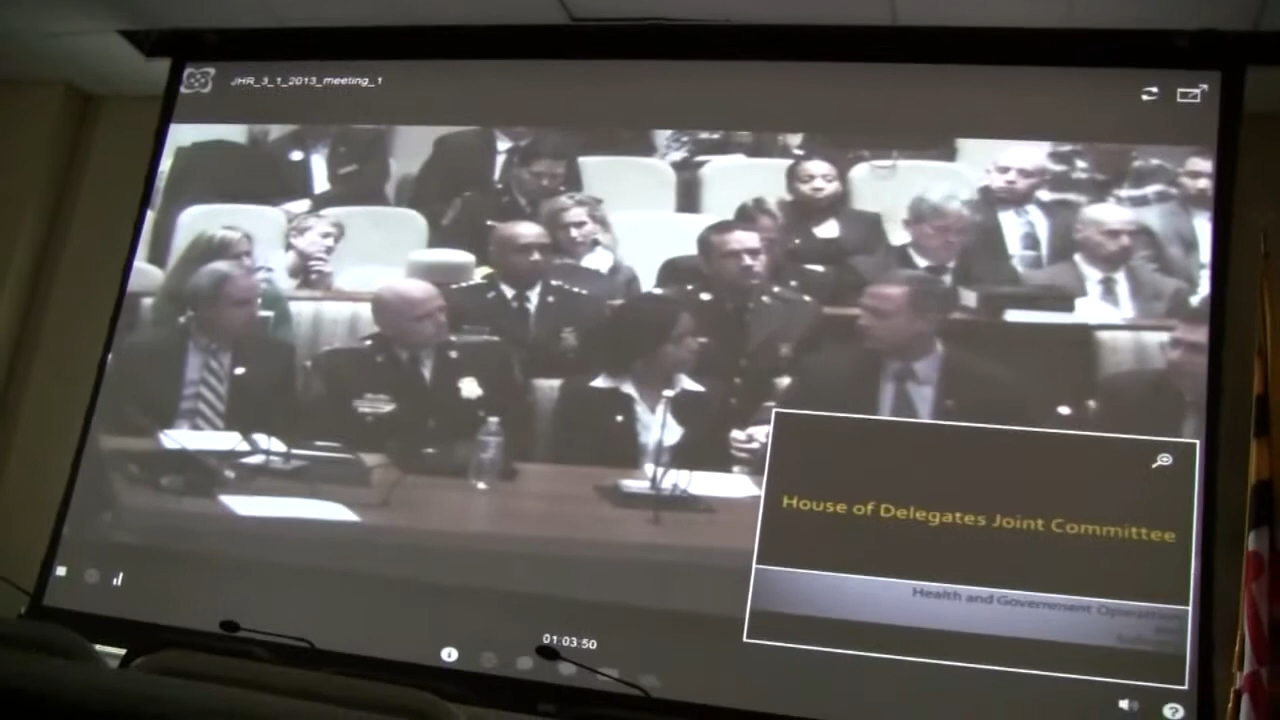 JHR_3_1_2013_meeting_1
House of Delegates Joint Committee
Health and Government Operations
01:03:50